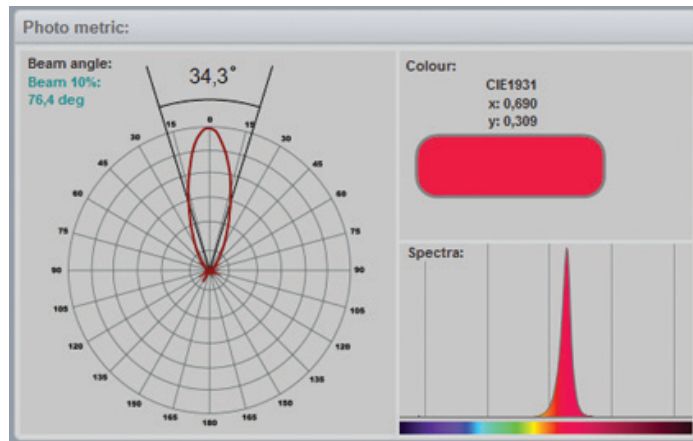 Photo metric:
Beam angle:
Beam 10%:
76,4 deg
34,3°
15 0 15
30 30
45 45
60 60
75 75
90 90
105 105
120 120
135 135
150 150
165 180 165
Colour:
CIE1931
x: 0,690
y: 0,309
Spectra: